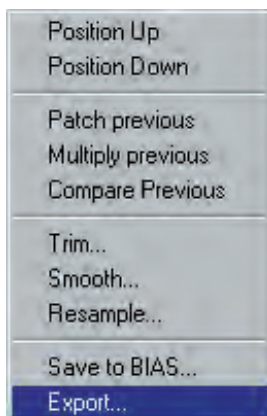 Position Up
Position Down
Patch previous
Multiply previous
Compare Previous
Trim...
Smooth...
Resample...
Save to BIAS...
Export...